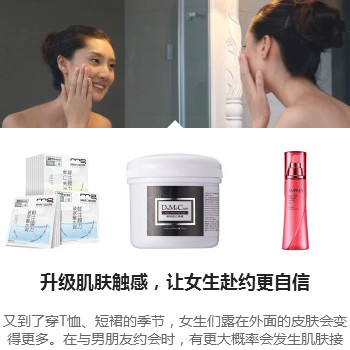 D.M.C
升级肌肤触感，让女生赴约更自信
又到了穿T恤、短裙的季节，女生们露在外面的皮肤会变
得更多。在与男朋友约会时，有更大概率会发生肌肤接